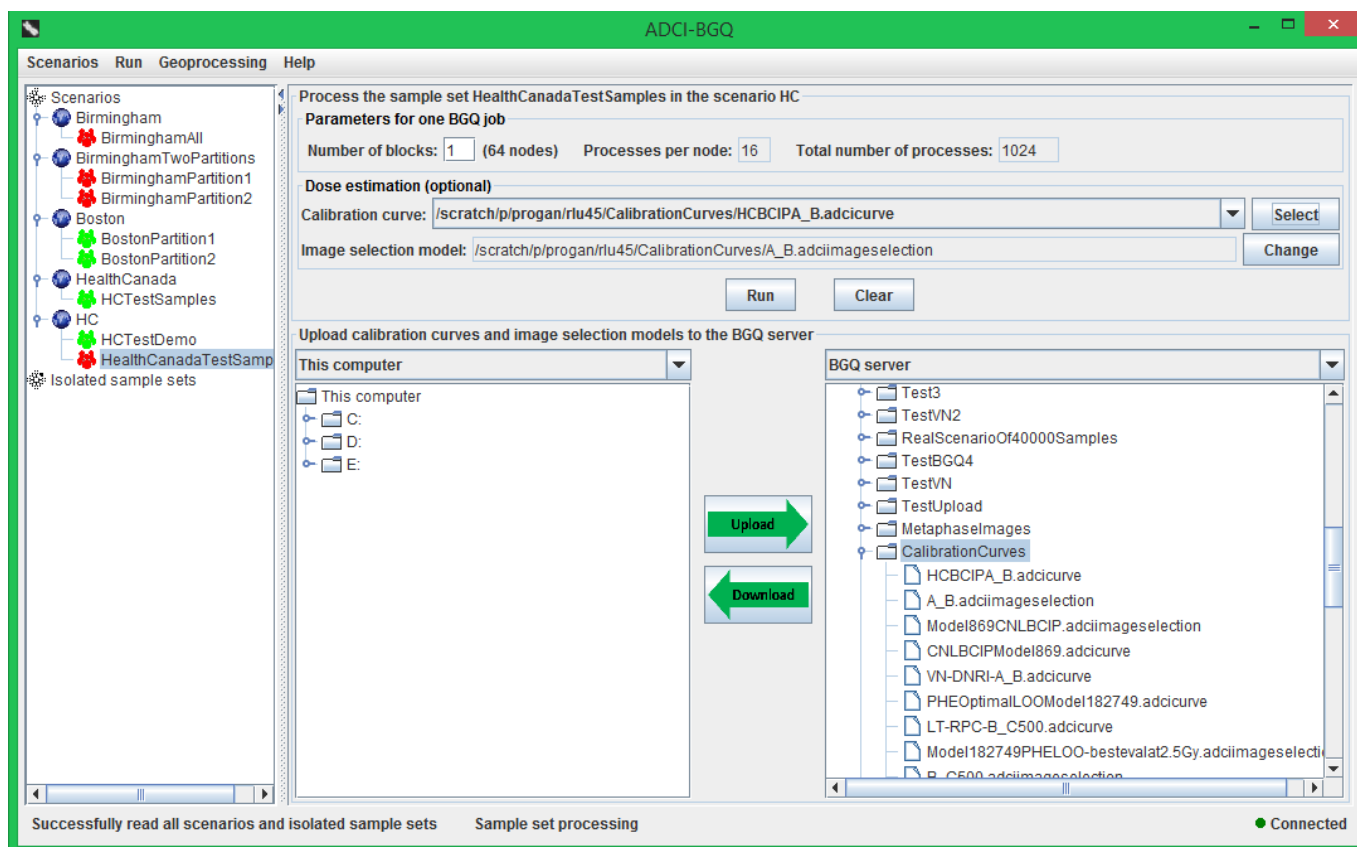 ADCI-BGQ
Scenarios Run Geoprocessing Help
Scenarios
Birmingham
BirminghamAll
BirminghamTwoPartitions
BirminghamPartition1
BirminghamPartition2
Boston
BostonPartition1
BostonPartition2
HealthCanada
HCTestSamples
HC
HCTestDemo
HealthCanadaTestSamp
Isolated sample sets
Process the sample set HealthCanadaTestSamples in the scenario HC
Parameters for one BGQ job
Number of blocks: 1 (64 nodes) Processes per node: 16 Total number of processes: 1024
Dose estimation (optional)
Calibration curve: /scratch/p/progan/rlu45/CalibrationCurves/HCBCIPA_B.adcicurve Select
Image selection model: /scratch/p/progan/rlu45/CalibrationCurves/A_B.adciimageselection Change
Run Clear
Upload calibration curves and image selection models to the BGQ server
This computer
This computer
C:
D:
E:
Upload
Download
BGQ server
Test3
TestVN2
RealScenarioOf40000Samples
TestBGQ4
TestVN
TestUpload
MetaphaseImages
CalibrationCurves
HCBCIPA_B.adcicurve
A_B.adciimageselection
Model869CNLBCIP.adciimageselection
CNLBCIPModel869.adcicurve
VN-DNRI-A_B.adcicurve
PHEOptimalLOOModel182749.adcicurve
LT-RPC-B_C500.adcicurve
Model182749PHELOO-bestevalat2.5Gy.adciimageselecti
B_C500.adciimageselection
Successfully read all scenarios and isolated sample sets Sample set processing Connected